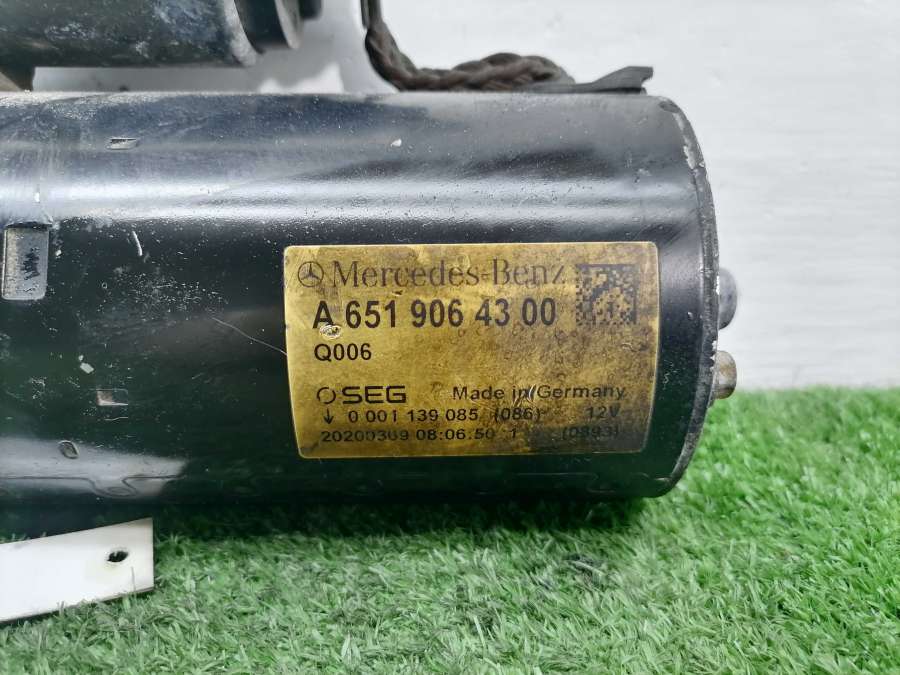 Mercedes-Benz
A 651 906 43 00
Q006
SEG Made in Germany
0 001 139 085 (086) 12V
20200309 08:06:50 1 (0893)